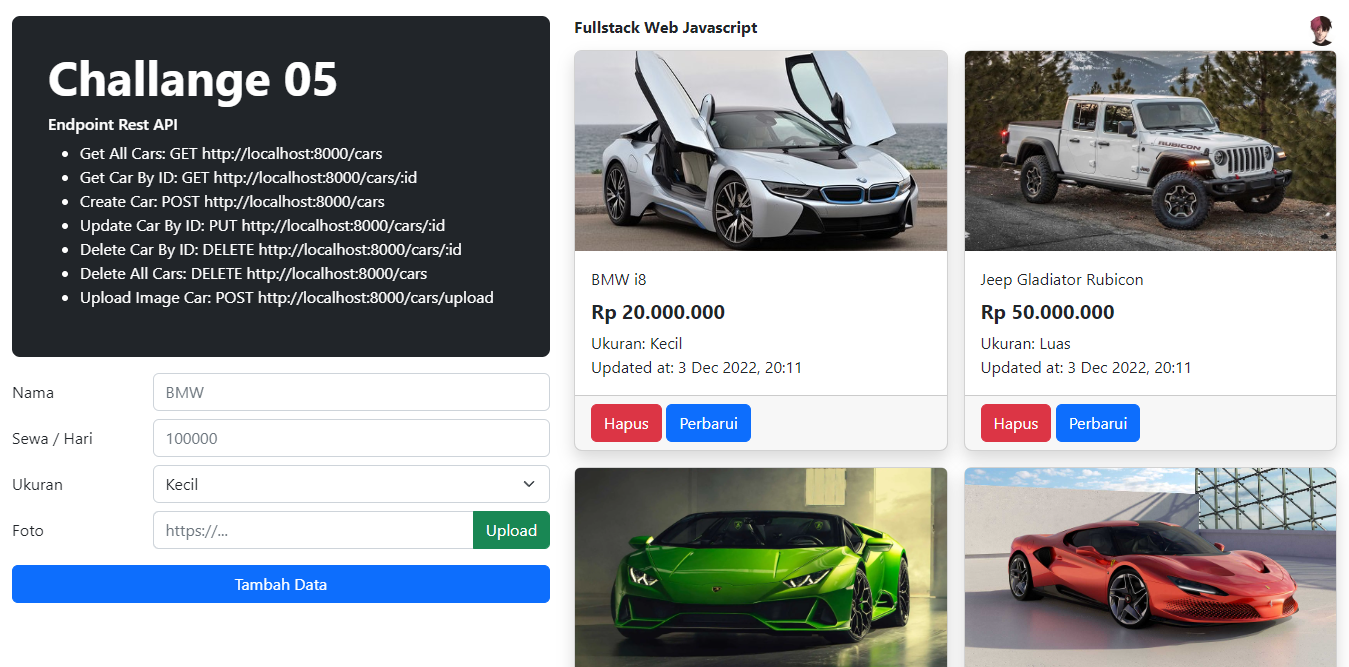 Challange 05
Endpoint Rest API
Get All Cars: GET http://localhost:8000/cars
Get Car By ID: GET http://localhost:8000/cars/:id
Create Car: POST http://localhost:8000/cars
Update Car By ID: PUT http://localhost:8000/cars/:id
Delete Car By ID: DELETE http://localhost:8000/cars/:id
Delete All Cars: DELETE http://localhost:8000/cars
Upload Image Car: POST http://localhost:8000/cars/upload
Nama
BMW
Sewa / Hari
100000
Ukuran
Kecil
Foto
https://...
Upload
Tambah Data
Fullstack Web Javascript
BMW i8
Rp 20.000.000
Ukuran: Kecil
Updated at: 3 Dec 2022, 20:11
Hapus
Perbarui
RUBICON
Jeep Gladiator Rubicon
Rp 50.000.000
Ukuran: Luas
Updated at: 3 Dec 2022, 20:11
Hapus
Perbarui